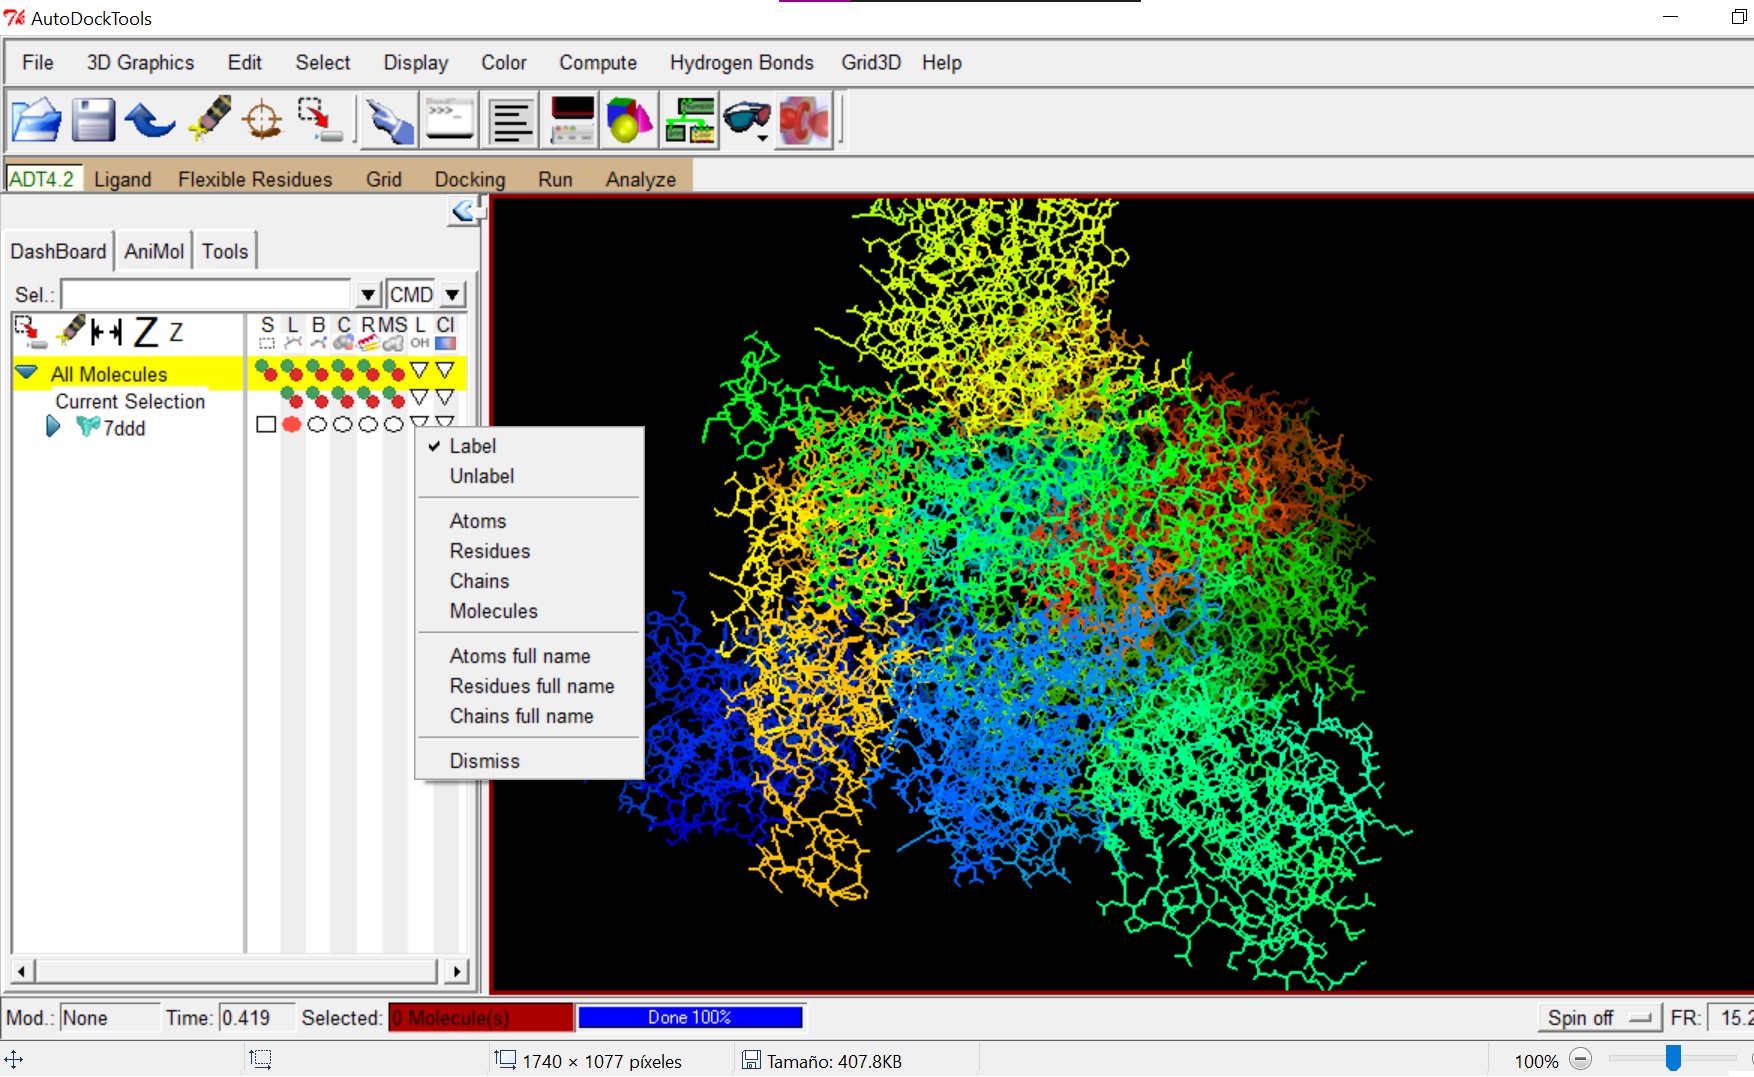 AutoDockTools
File 3D Graphics Edit Select Display Color Compute Hydrogen Bonds Grid3D Help
>>>_
ADT4.2 Ligand Flexible Residues Grid Docking Run Analyze
DashBoard AniMol Tools
Sel.: CMD
Z Z S L B C R MS L Cl
OH
All Molecules
Current Selection
7ddd
Label
Unlabel
Atoms
Residues
Chains
Molecules
Atoms full name
Residues full name
Chains full name
Dismiss
Mod.: None Time: 0.419 Selected: 0 Molecule(s) Done 100% Spin off FR: 15.2
1740 × 1077 píxeles Tamaño: 407.8KB 100%